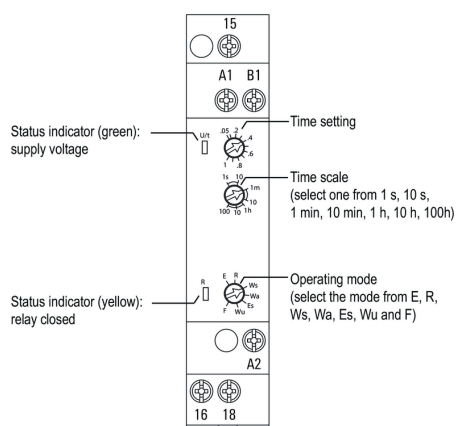 15
A1 B1
Status indicator (green):
supply voltage
U/t
.05 .2 .4 .6 .8 1
Time setting
1s 10 1m 10 1h 10 100
Time scale
(select one from 1 s, 10 s,
1 min, 10 min, 1 h, 10 h, 100h)
Status indicator (yellow):
relay closed
R
E R Ws Wa Es Wu F
Operating mode
(select the mode from E, R,
Ws, Wa, Es, Wu and F)
A2
16 18